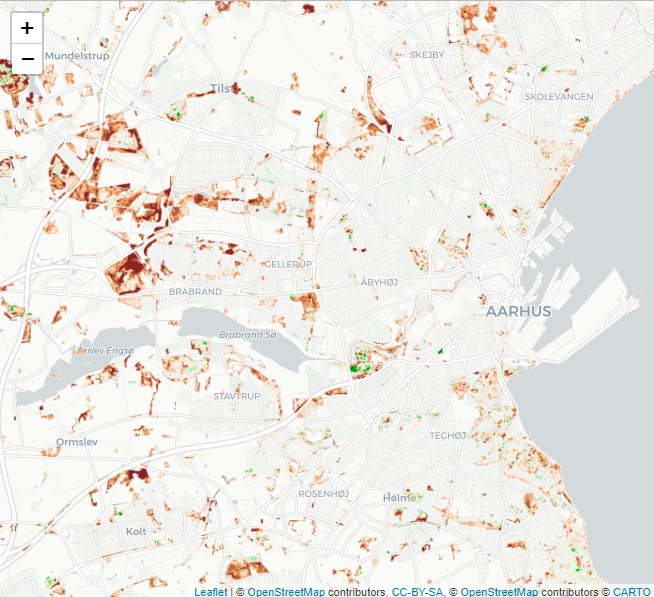 +
−
Mundelstrup
SKEJBY
Tilst
SKOLEVANGEN
GELLERUP
BRABRAND
ÅBYHØJ
AARHUS
Brabrand Sø
Årslev Engsø
STAVTRUP
TEGHØJ
Ormslev
ROSENHØJ
Holme
Kolt
Leaflet | © OpenStreetMap contributors, CC-BY-SA, © OpenStreetMap contributors © CARTO